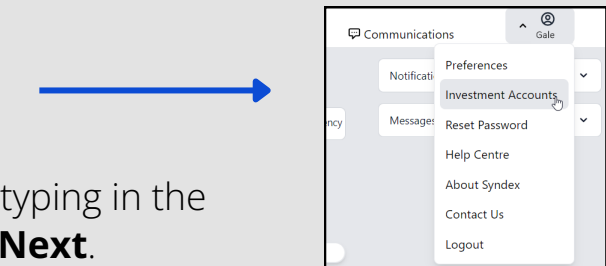 Communications
Gale
Preferences
Notificati
Investment Accounts
ncy
Messages
Reset Password
Help Centre
About Syndex
Contact Us
Logout
typing in the
Next.